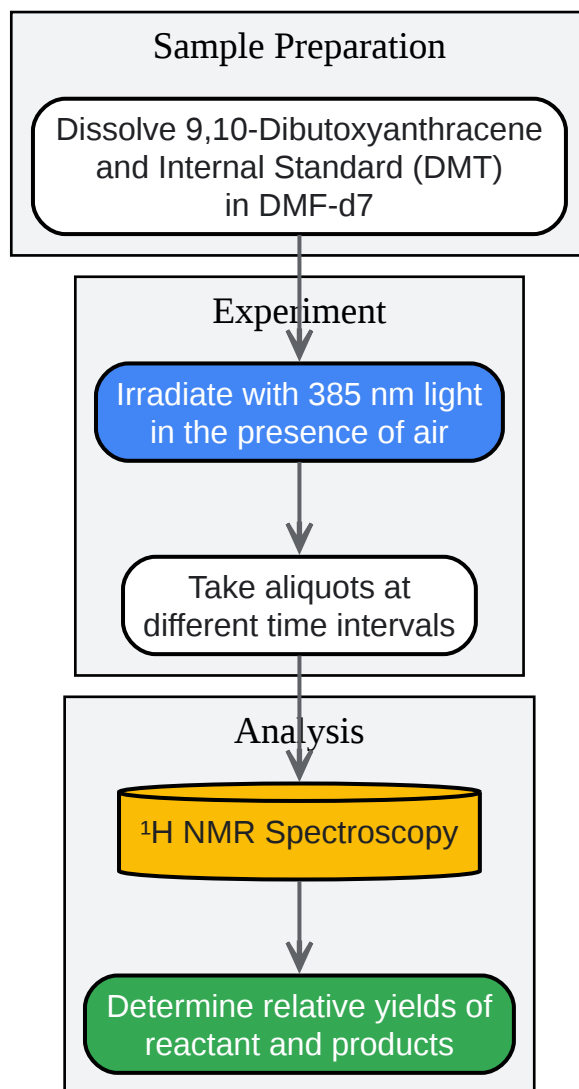 Sample Preparation
Dissolve 9,10-Dibutoxyanthracene
and Internal Standard (DMT)
in DMF-d7
Experiment
Irradiate with 385 nm light
in the presence of air
Take aliquots at
different time intervals
Analysis
¹H NMR Spectroscopy
Determine relative yields of
reactant and products